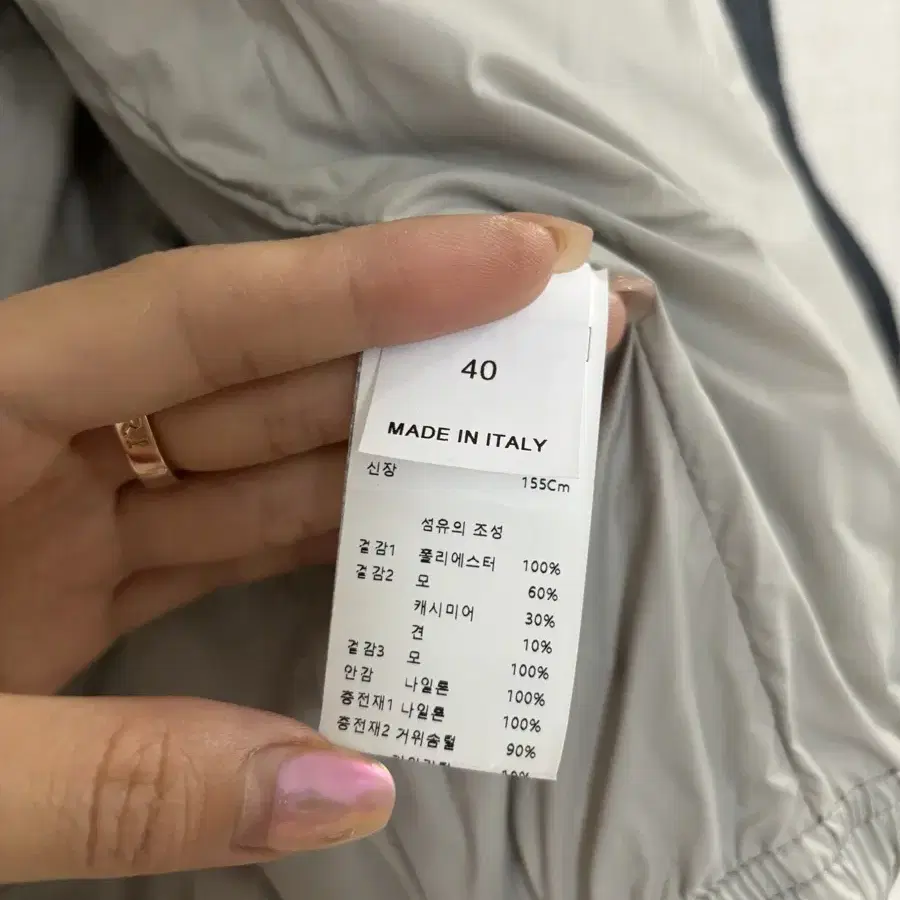 40
MADE IN ITALY
신장 155Cm
섬유의 조성
겉감1 폴리에스터 100%
겉감2 모 60%
캐시미어 30%
견 10%
겉감3 모 100%
안감 나일론 100%
충전재1 나일론 100%
충전재2 거위솜털 90%
10%